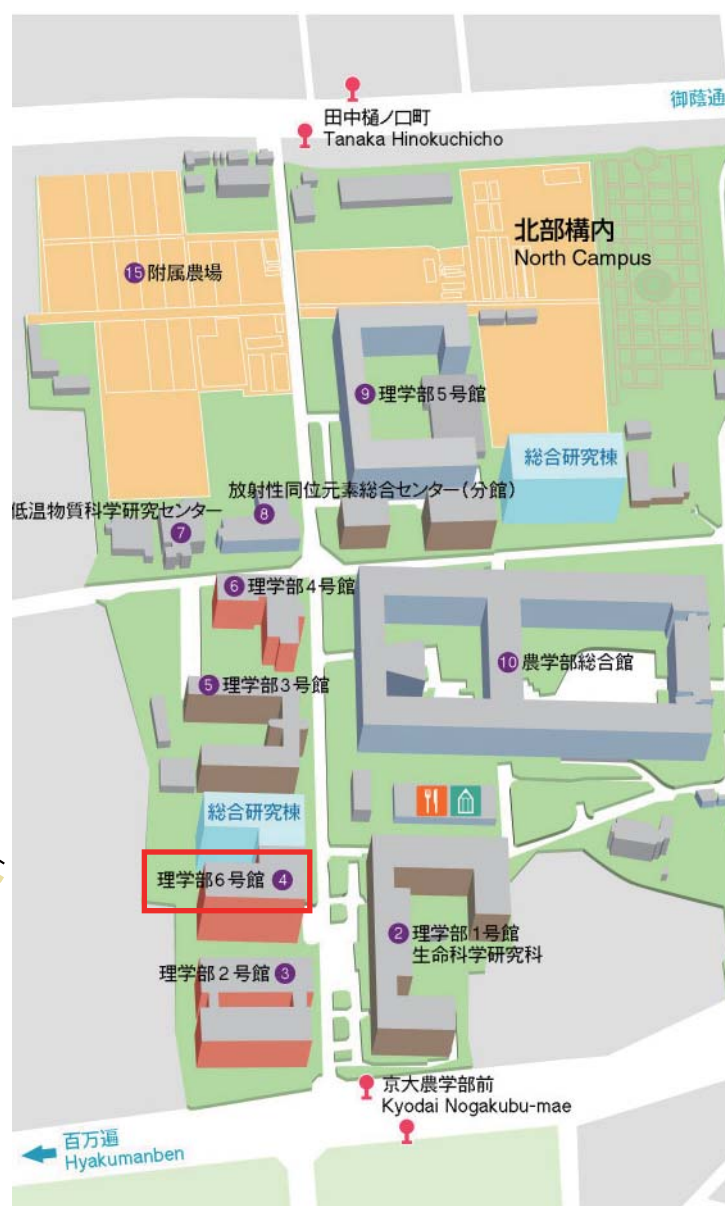 御蔭通
田中樋ノ口町
Tanaka Hinokuchicho
北部構内
North Campus
15 附属農場
9 理学部5号館
総合研究棟
放射性同位元素総合センター(分館)
8
低温物質科学研究センター
7
6 理学部4号館
10 農学部総合館
5 理学部3号館
総合研究棟
理学部6号館 4
2 理学部1号館
生命科学研究科
理学部2号館 3
京大農学部前
Kyodai Nogakubu-mae
百万遍
Hyakumanben